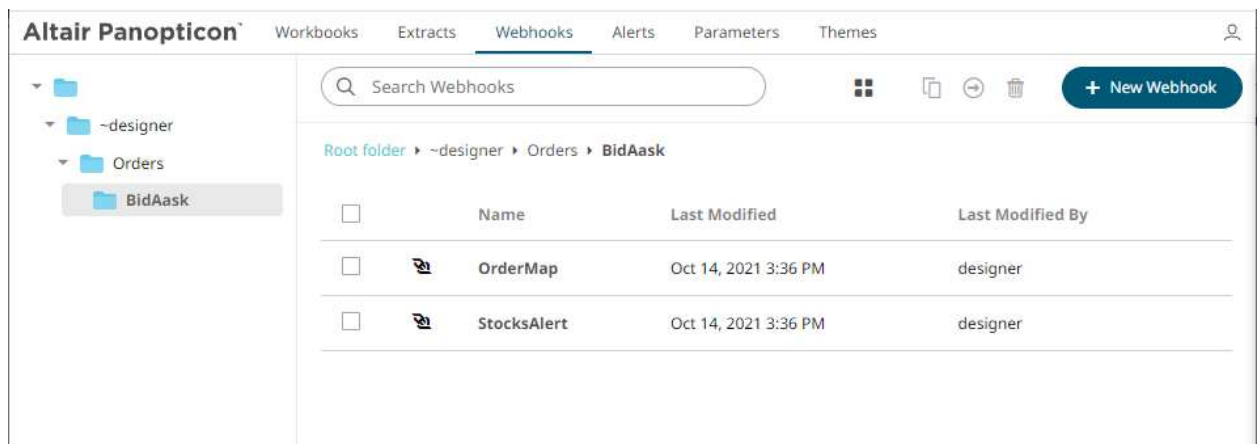 Altair Panopticon™ Workbooks Extracts Webhooks Alerts Parameters Themes
Search Webhooks
+ New Webhook
~designer
Orders
BidAask
Root folder ▸ ~designer ▸ Orders ▸ BidAask
Name Last Modified Last Modified By
OrderMap Oct 14, 2021 3:36 PM designer
StocksAlert Oct 14, 2021 3:36 PM designer